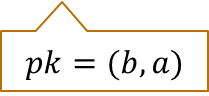 pk = (b, a)